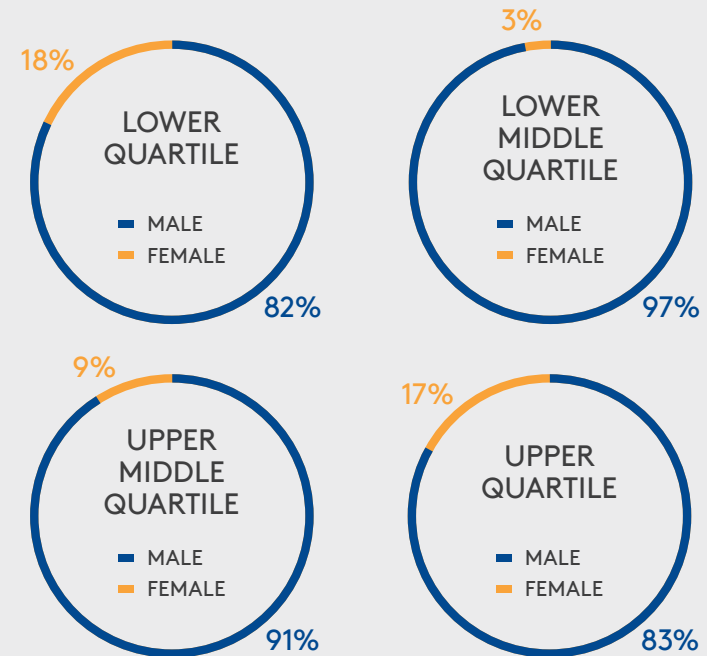 18%
LOWER
QUARTILE
MALE
FEMALE
82%
3%
LOWER
MIDDLE
QUARTILE
MALE
FEMALE
97%
9%
UPPER
MIDDLE
QUARTILE
MALE
FEMALE
91%
17%
UPPER
QUARTILE
MALE
FEMALE
83%